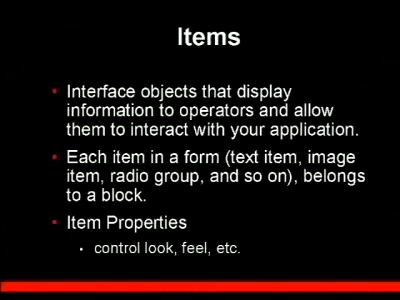 Items
• Interface objects that display
information to operators and allow
them to interact with your application.
• Each item in a form (text item, image
item, radio group, and so on), belongs
to a block.
• Item Properties
• control look, feel, etc.